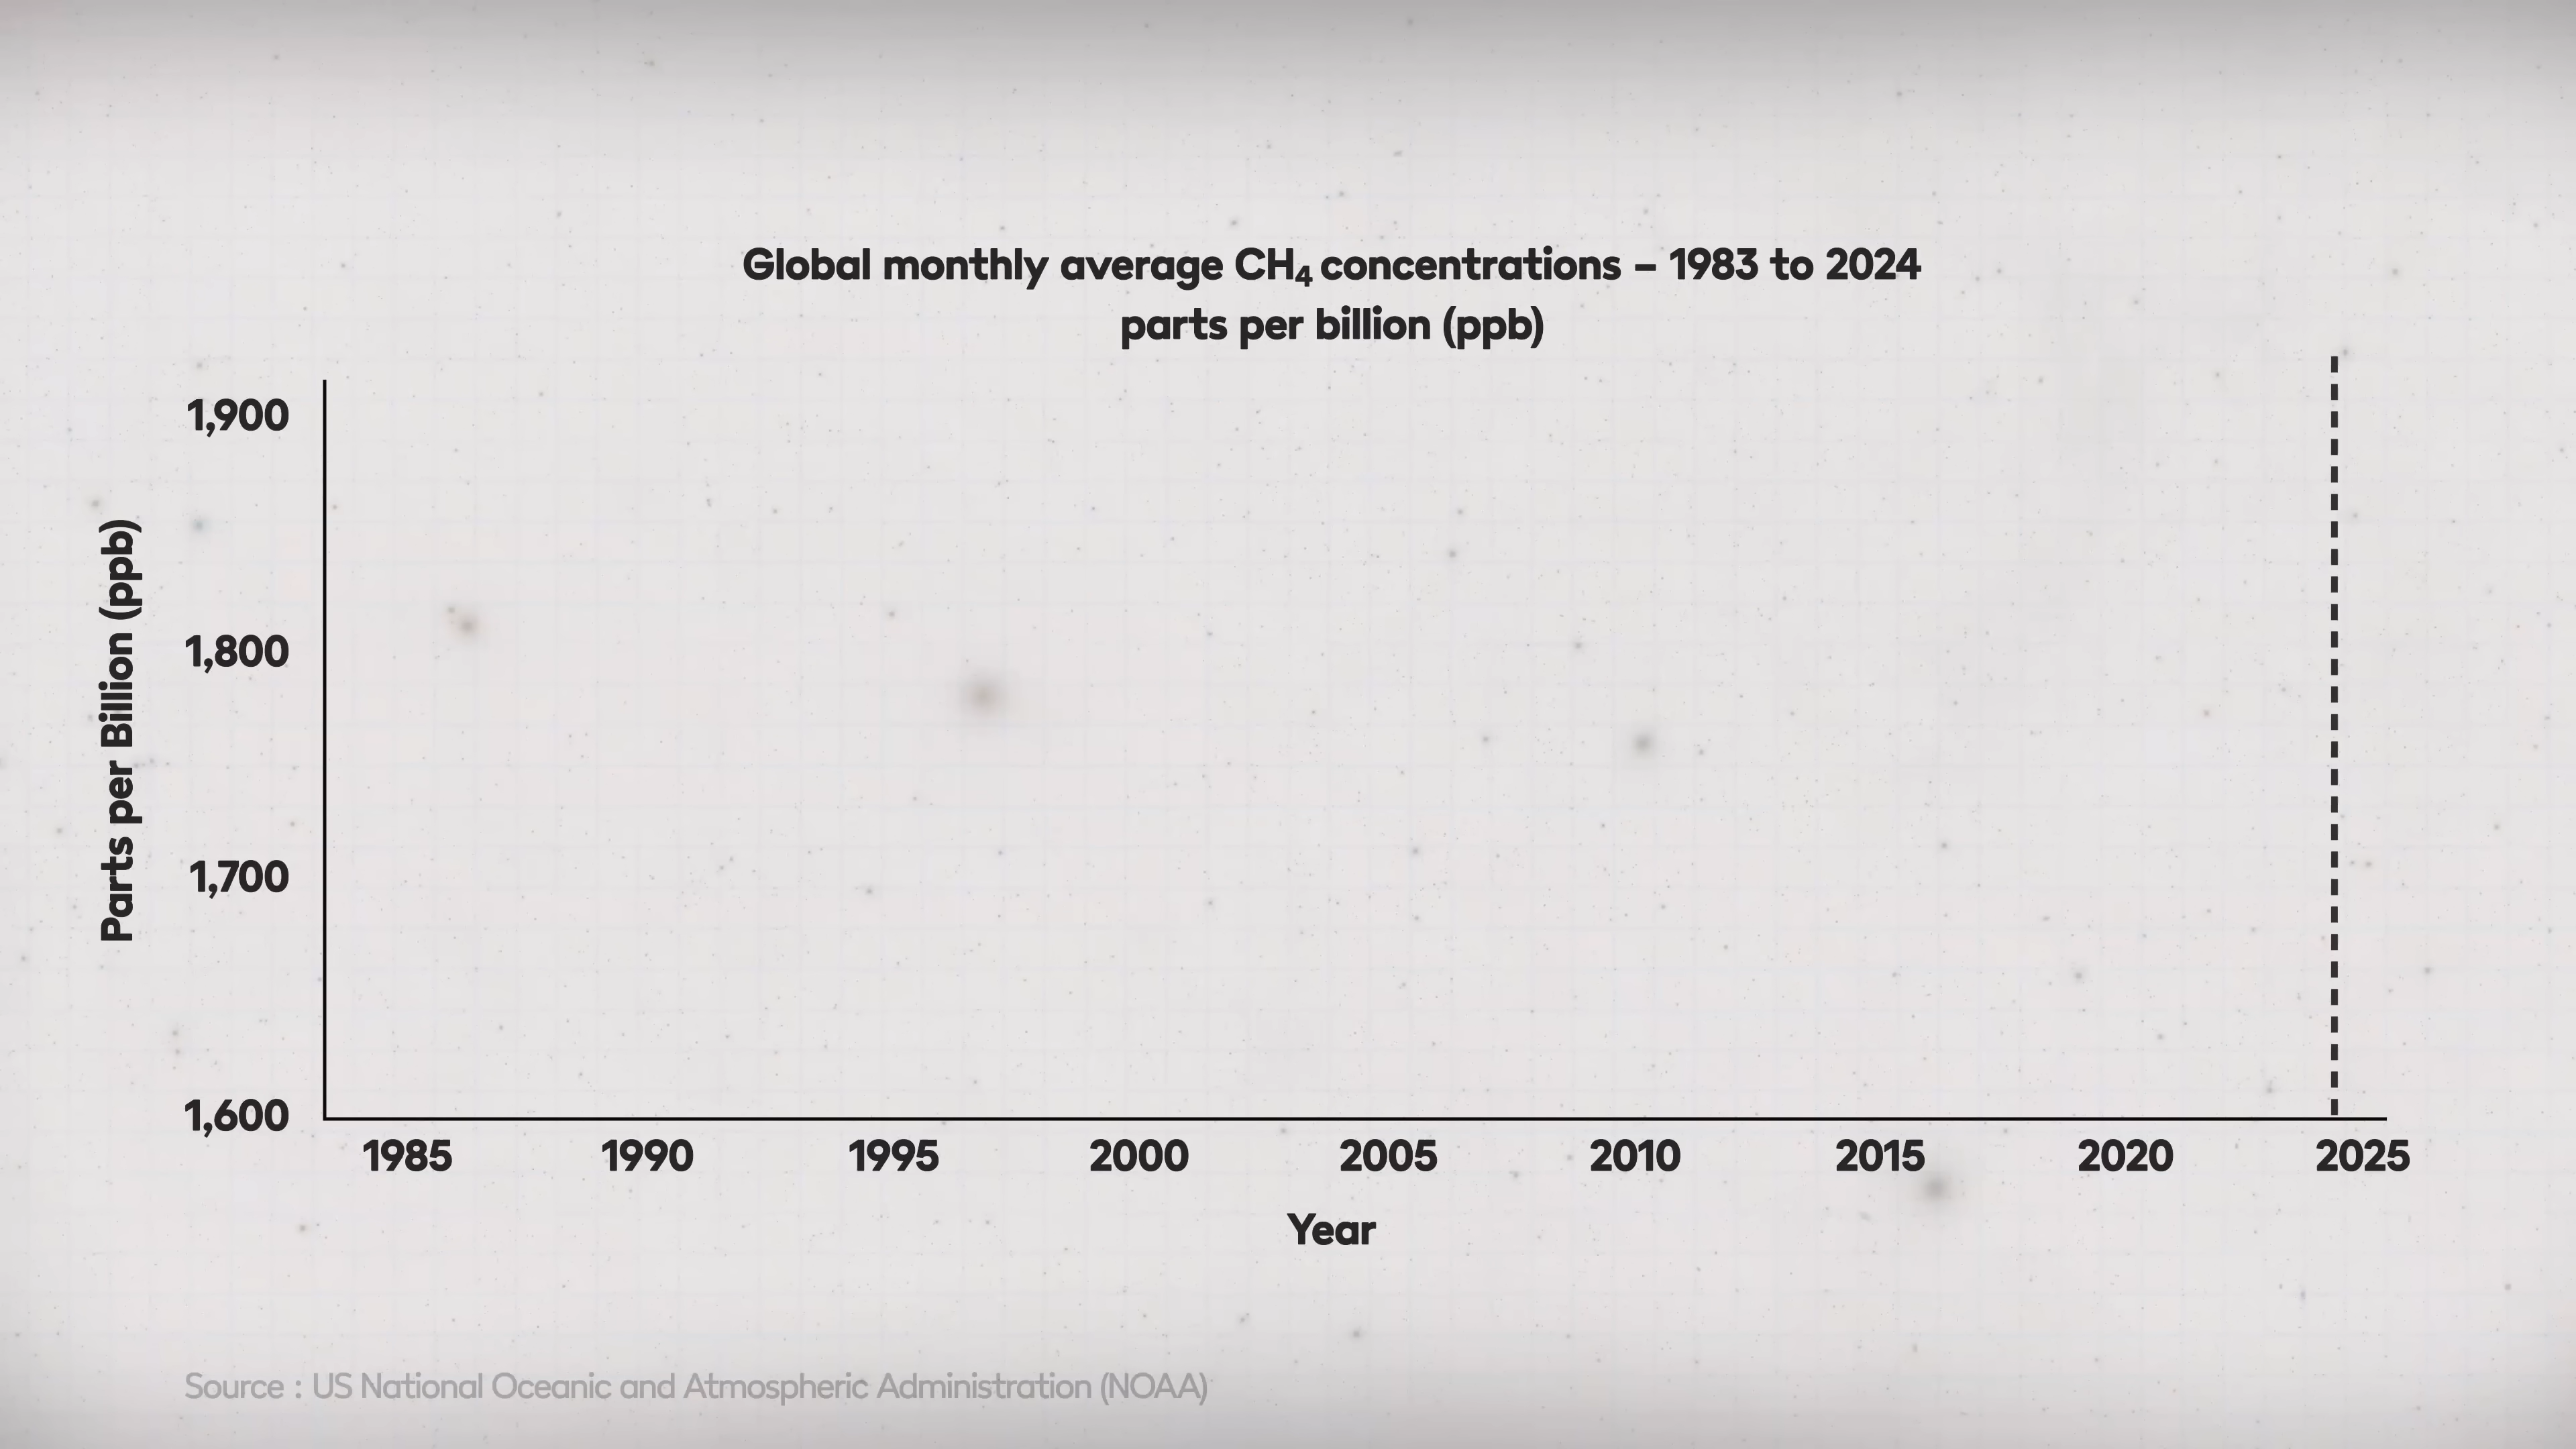 Global monthly average CH₄ concentrations – 1983 to 2024
parts per billion (ppb)
Parts per Billion (ppb)
1,900
1,800
1,700
1,600
1985 1990 1995 2000 2005 2010 2015 2020 2025
Year
Source : US National Oceanic and Atmospheric Administration (NOAA)